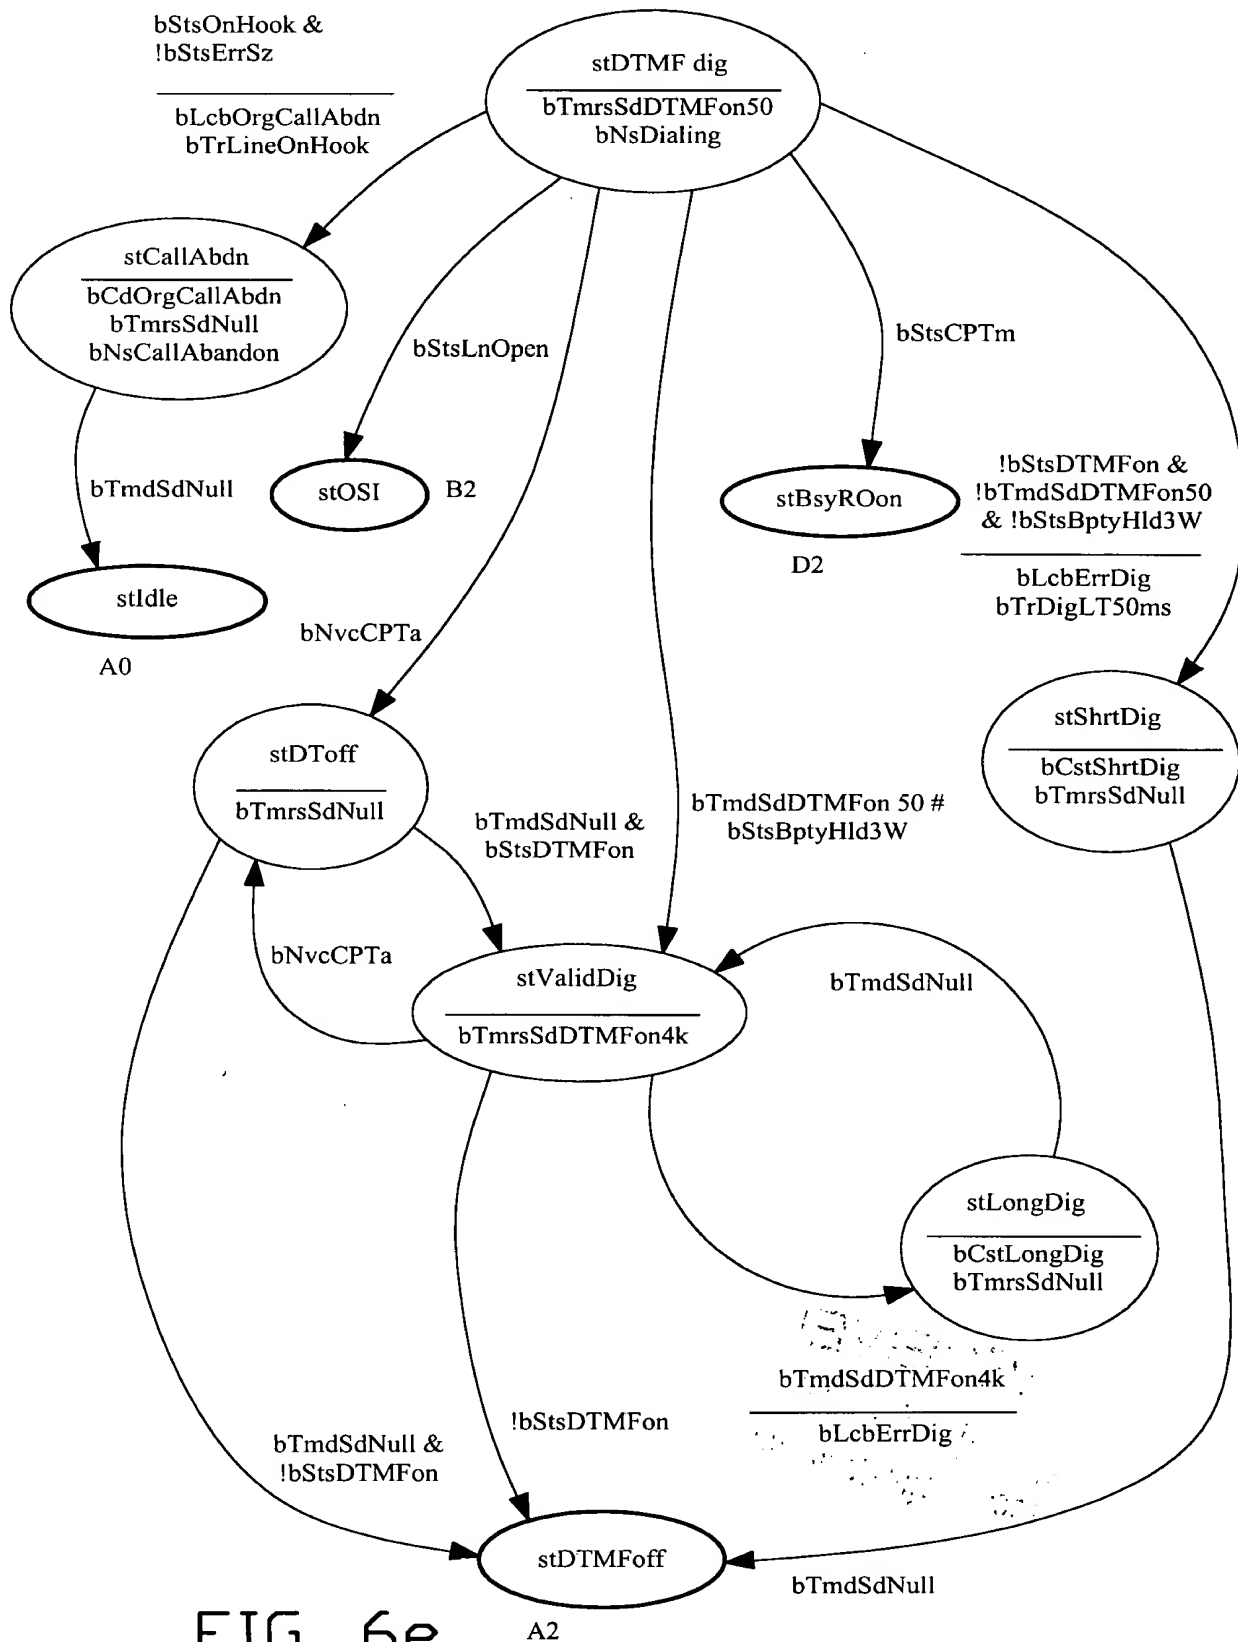 bStsOnHook &
!bStsErrSz
bLcbOrgCallAbdn
bTrLineOnHook
stDTMF dig
bTmrsSdDTMFon50
bNsDialing
stCallAbdn
bCdOrgCallAbdn
bTmrsSdNull
bNsCallAbandon
bStsLnOpen
bStsCPTm
bTmdSdNull
stOSI
B2
stBsyROon
D2
!bStsDTMFon &
!bTmdSdDTMFon50
& !bStsBptyHld3W
bLcbErrDig
bTrDigLT50ms
stIdle
A0
bNvcCPTa
stDToff
bTmrsSdNull
stShrtDig
bCstShrtDig
bTmrsSdNull
bTmdSdNull &
bStsDTMFon
bTmdSdDTMFon 50 #
bStsBptyHld3W
bNvcCPTa
stValidDig
bTmrsSdDTMFon4k
bTmdSdNull
stLongDig
bCstLongDig
bTmrsSdNull
bTmdSdDTMFon4k
bLcbErrDig
!bStsDTMFon
bTmdSdNull &
!bStsDTMFon
stDTMFoff
bTmdSdNull
A2
FIG. 6e